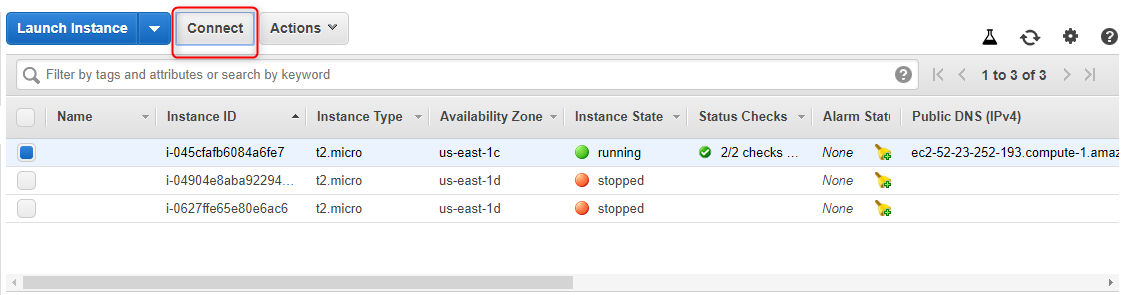 Launch Instance Connect Actions
Filter by tags and attributes or search by keyword ? 1 to 3 of 3 ?
Name Instance ID Instance Type Availability Zone Instance State Status Checks Alarm Statu Public DNS (IPv4)
i-045cfafb6084a6fe7 t2.micro us-east-1c running 2/2 checks ... None ec2-52-23-252-193.compute-1.amaz
i-04904e8aba92294... t2.micro us-east-1d stopped None
i-0627ffe65e80e6ac6 t2.micro us-east-1d stopped None